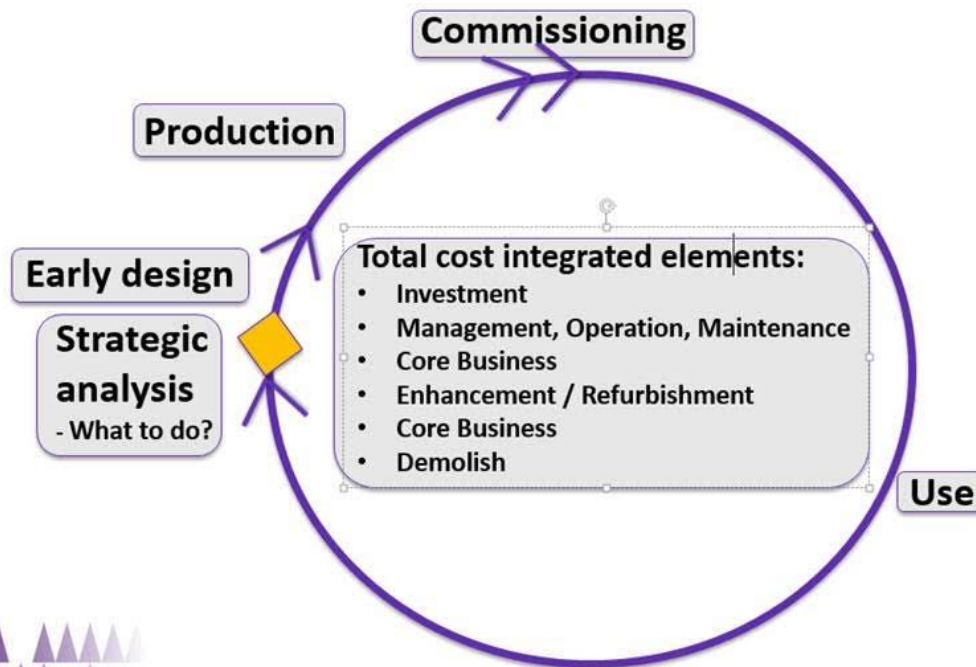 Commissioning
Production
Early design
Strategic
analysis
- What to do?
Total cost integrated elements:
• Investment
• Management, Operation, Maintenance
• Core Business
• Enhancement / Refurbishment
• Core Business
• Demolish
Use